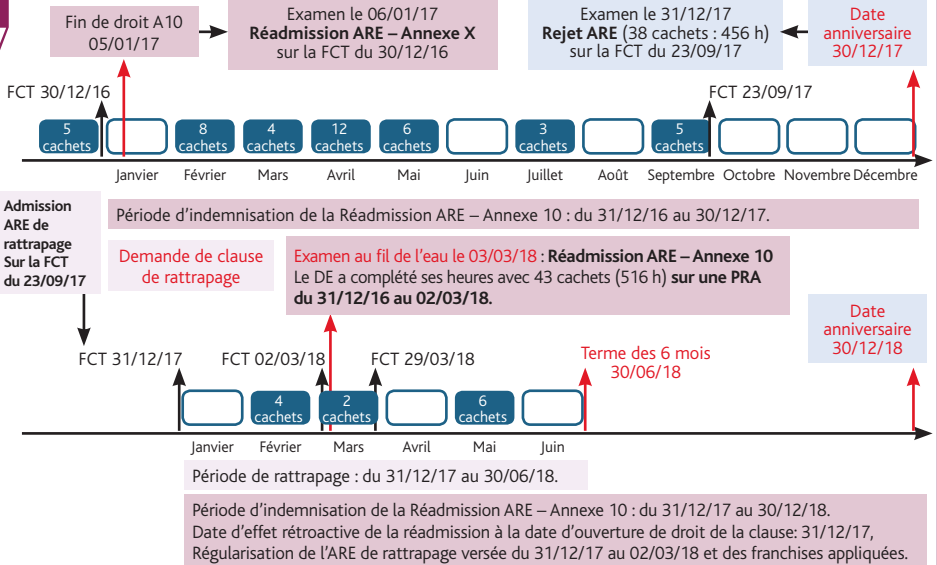 Fin de droit A10
05/01/17
Examen le 06/01/17
Réadmission ARE – Annexe X
sur la FCT du 30/12/16
Examen le 31/12/17
Rejet ARE (38 cachets : 456 h)
sur la FCT du 23/09/17
Date
anniversaire
30/12/17
FCT 30/12/16
FCT 23/09/17
5
cachets
8
cachets
4
cachets
12
cachets
6
cachets
3
cachets
5
cachets
Janvier Février Mars Avril Mai Juin Juillet Août Septembre Octobre Novembre Décembre
Admission
ARE de
rattrapage
Sur la FCT
du 23/09/17
Période d’indemnisation de la Réadmission ARE – Annexe 10 : du 31/12/16 au 30/12/17.
Demande de clause
de rattrapage
Examen au fil de l’eau le 03/03/18 : Réadmission ARE – Annexe 10
Le DE a complété ses heures avec 43 cachets (516 h) sur une PRA
du 31/12/16 au 02/03/18.
Date
anniversaire
30/12/18
FCT 31/12/17
FCT 02/03/18
FCT 29/03/18
Terme des 6 mois
30/06/18
4
cachets
2
cachets
6
cachets
Janvier Février Mars Avril Mai Juin
Période de rattrapage : du 31/12/17 au 30/06/18.
Période d’indemnisation de la Réadmission ARE – Annexe 10 : du 31/12/17 au 30/12/18.
Date d’effet rétroactive de la réadmission à la date d’ouverture de droit de la clause: 31/12/17,
Régularisation de l’ARE de rattrapage versée du 31/12/17 au 02/03/18 et des franchises appliquées.